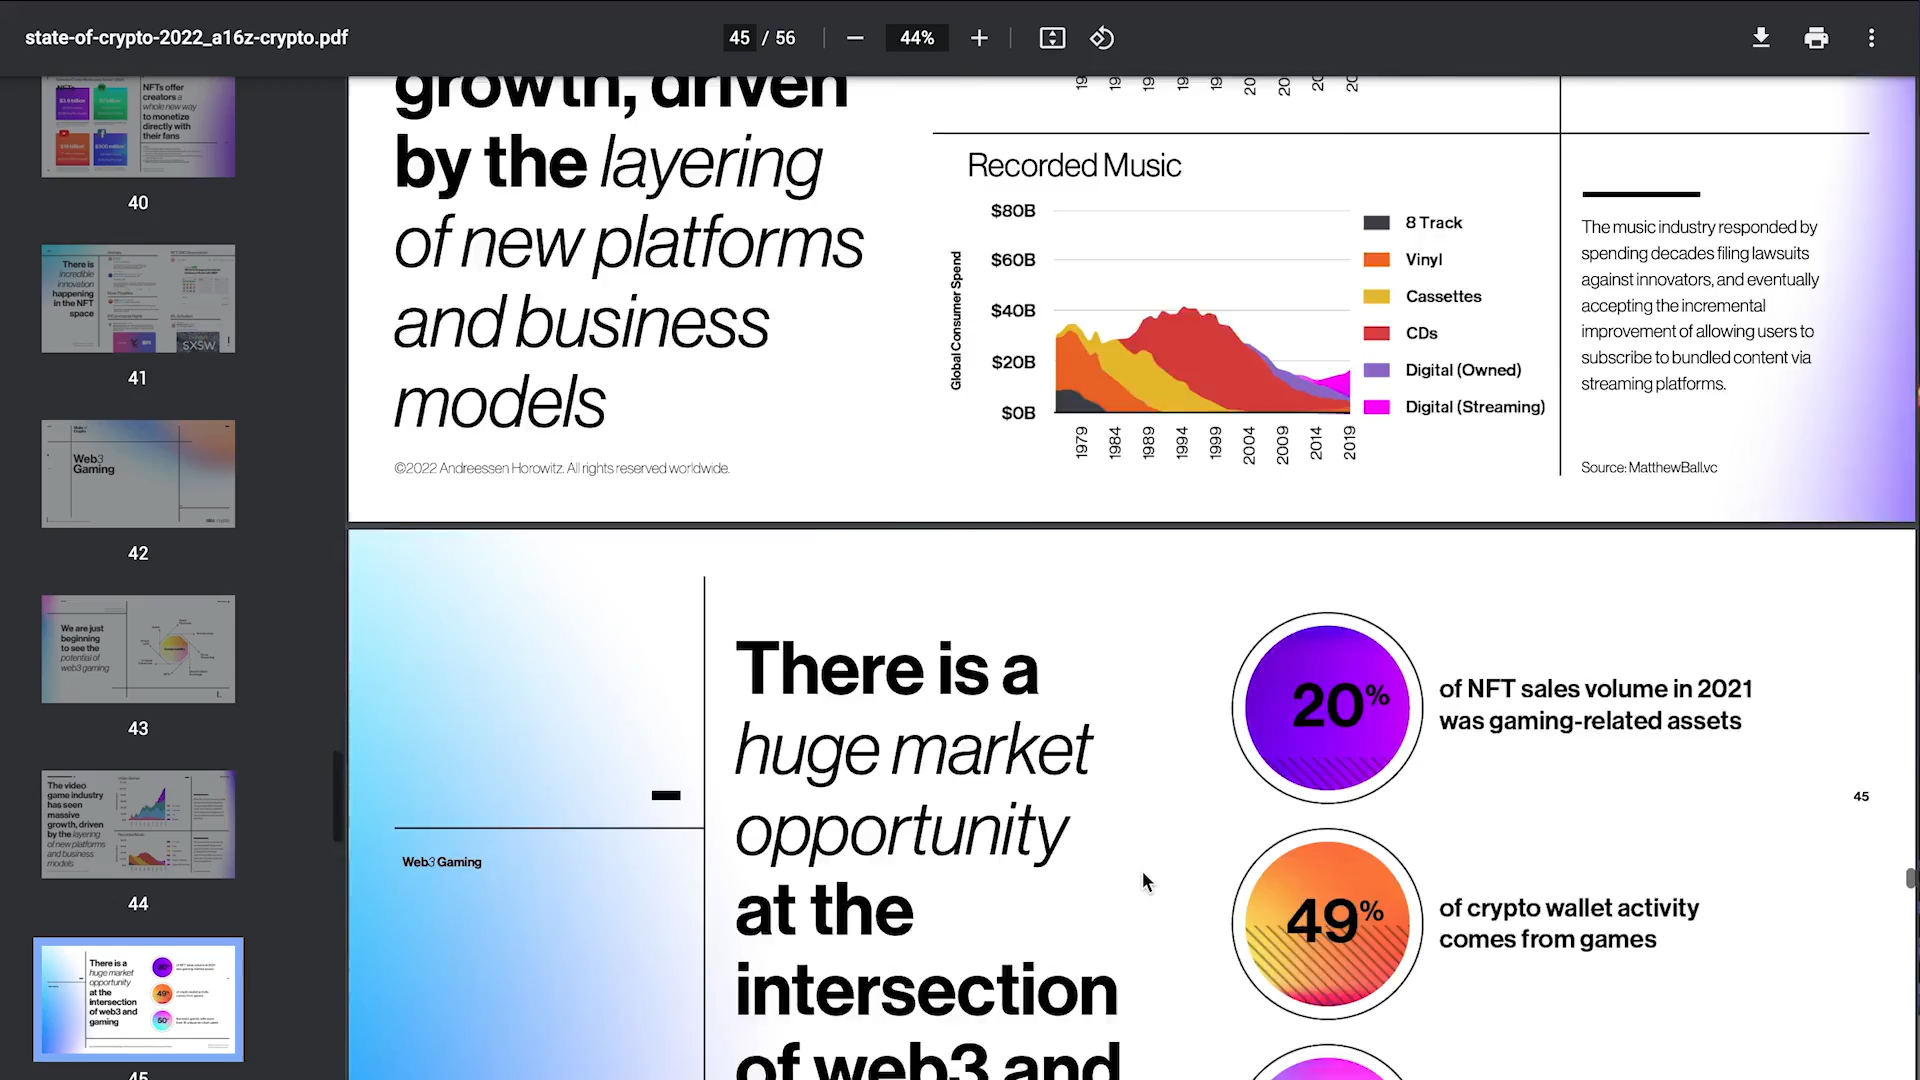 state-of-crypto-2022_a16z-crypto.pdf
45 / 56
44%
NFTs offer
creators a
whole new way
to monetize
directly with
their fans
40
There is
incredible
innovation
happening
in the NFT
space
SXSW
41
Web3
Gaming
42
We are just
beginning
to see the
potential of
web3 gaming
43
The video
game industry
has seen
massive
growth, driven
by the layering
of new platforms
and business
models
44
There is a
huge market
opportunity
at the
intersection
of web3 and
gaming
49%
50%
45
growth, driven
by the layering
of new platforms
and business
models
©2022 Andreessen Horowitz. All rights reserved worldwide.
Recorded Music
Global Consumer Spend
$80B
$60B
$40B
$20B
$0B
1979
1984
1989
1994
1999
2004
2009
2014
2019
8 Track
Vinyl
Cassettes
CDs
Digital (Owned)
Digital (Streaming)
The music industry responded by
spending decades filing lawsuits
against innovators, and eventually
accepting the incremental
improvement of allowing users to
subscribe to bundled content via
streaming platforms.
Source: MatthewBall.vc
Web3 Gaming
There is a
huge market
opportunity
at the
intersection
of web3 and
20%
of NFT sales volume in 2021
was gaming-related assets
45
49%
of crypto wallet activity
comes from games